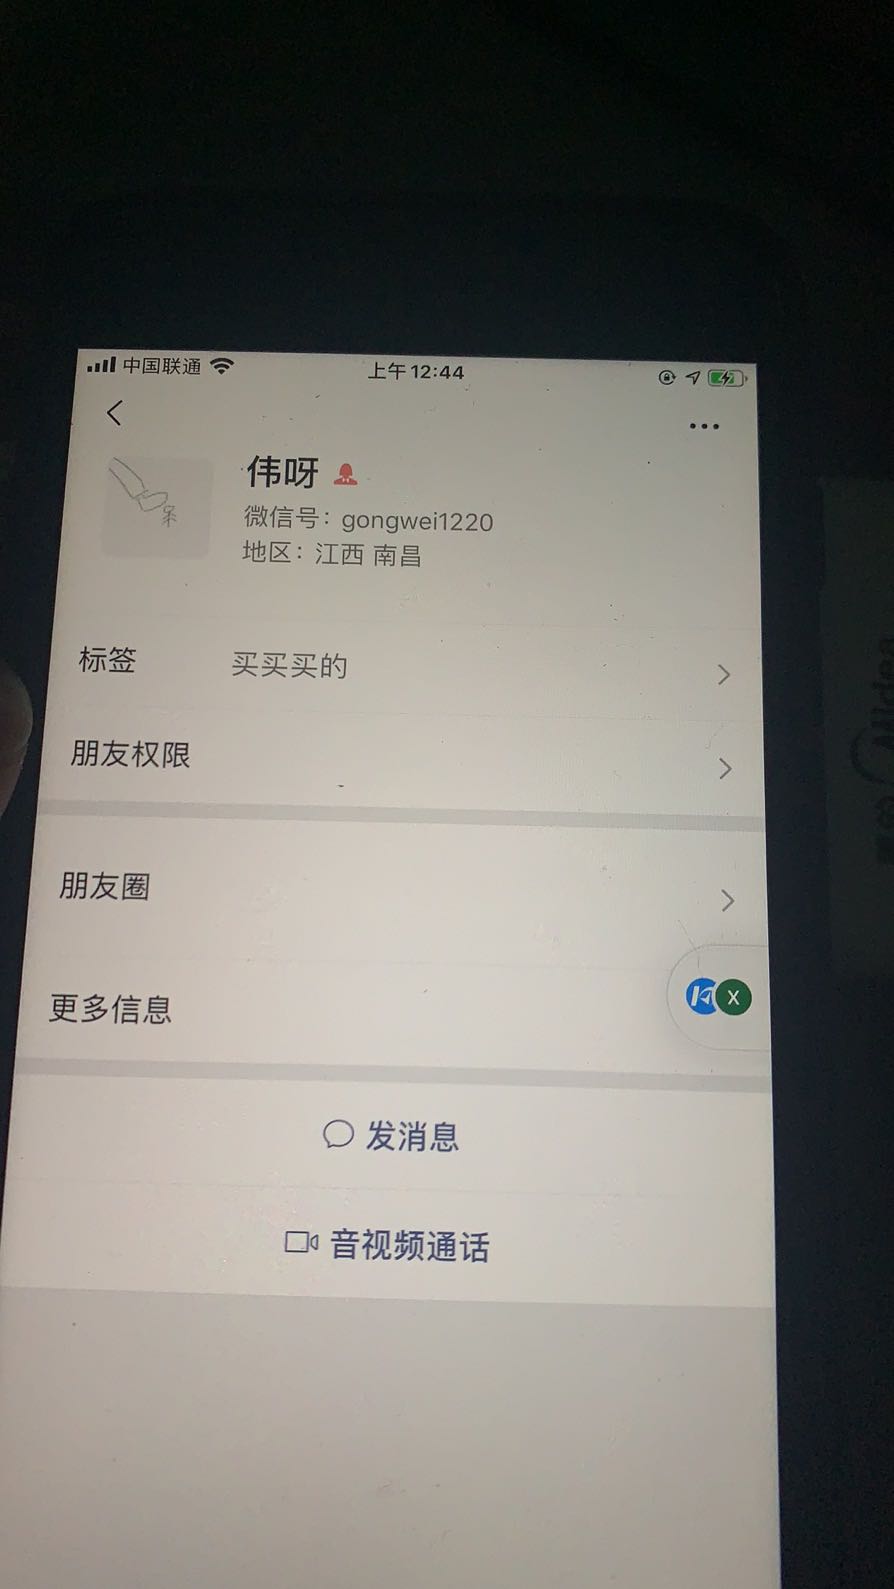 中国联通
上午12:44
伟呀
微信号：gongwei1220
地区：江西 南昌
标签 买买买的
朋友权限
朋友圈
更多信息
X
发消息
音视频通话